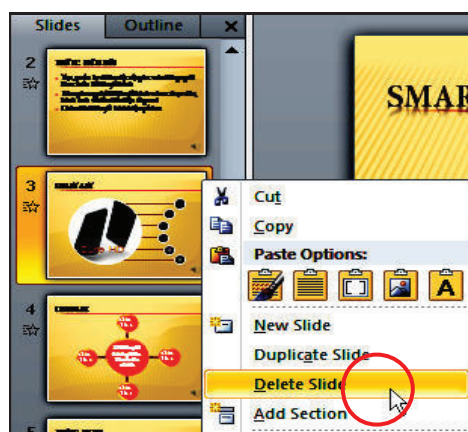 Slides
Outline
2
3
4
5
SMAR
Cut
Copy
Paste Options:
A
New Slide
Duplicate Slide
Delete Slide
Add Section